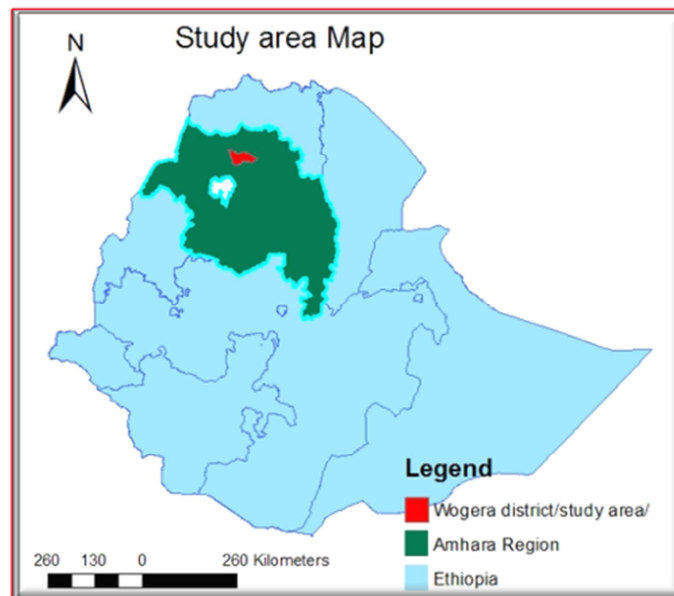 Study area Map
N
Legend
Wogera district/study area/
Amhara Region
Ethiopia
260 130 0 260 Kilometers